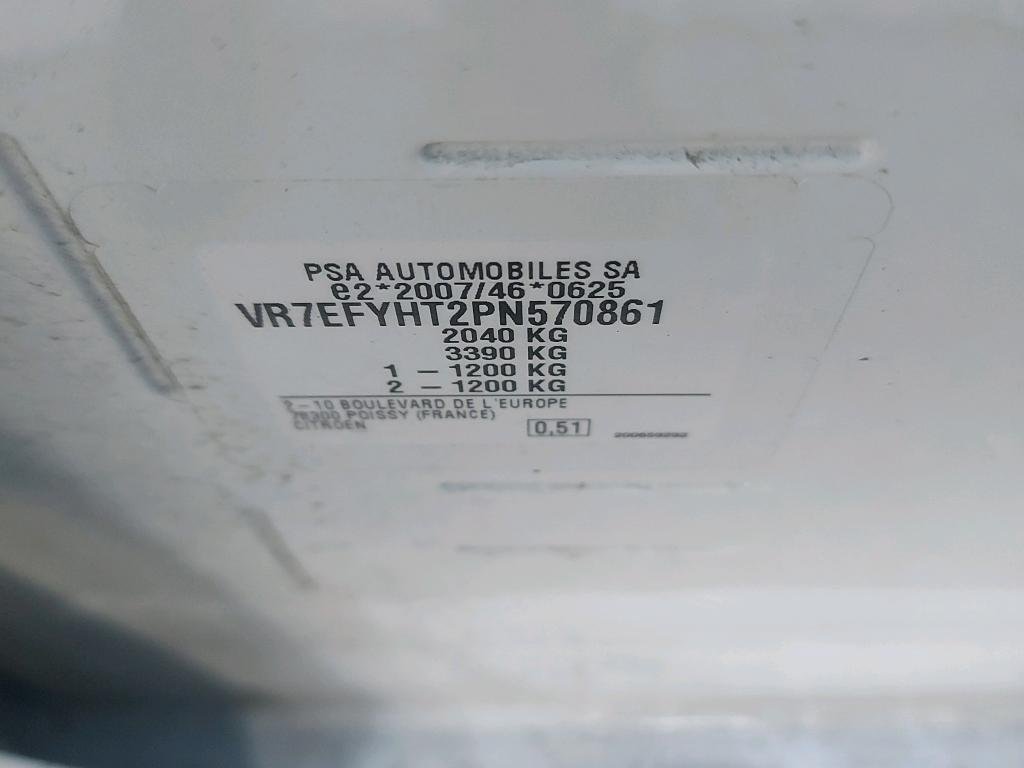 PSA AUTOMOBILES SA
e2*2007/46*0625
VR7EFYHT2PN570861
2040 KG
3390 KG
1 – 1200 KG
2 – 1200 KG
2–10 BOULEVARD DE L'EUROPE
78300 POISSY (FRANCE)
CITROEN
0,51
200659292